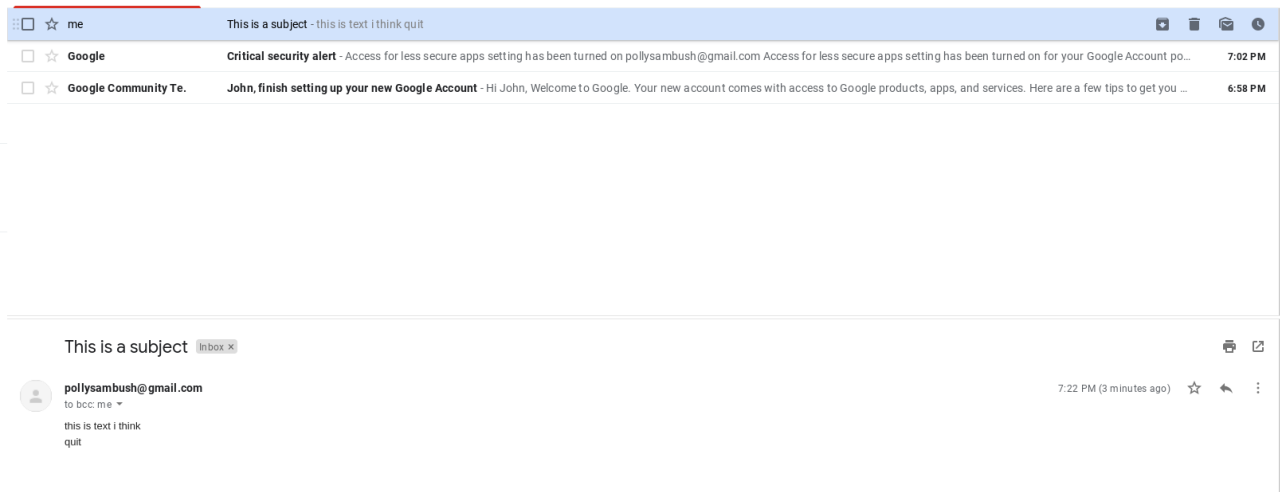 me This is a subject - this is text i think quit
Google Critical security alert - Access for less secure apps setting has been turned on pollysambush@gmail.com Access for less secure apps setting has been turned on for your Google Account po... 7:02 PM
Google Community Te. John, finish setting up your new Google Account - Hi John, Welcome to Google. Your new account comes with access to Google products, apps, and services. Here are a few tips to get you ... 6:58 PM
This is a subject Inbox ×
pollysambush@gmail.com 7:22 PM (3 minutes ago)
to bcc: me
this is text i think
quit